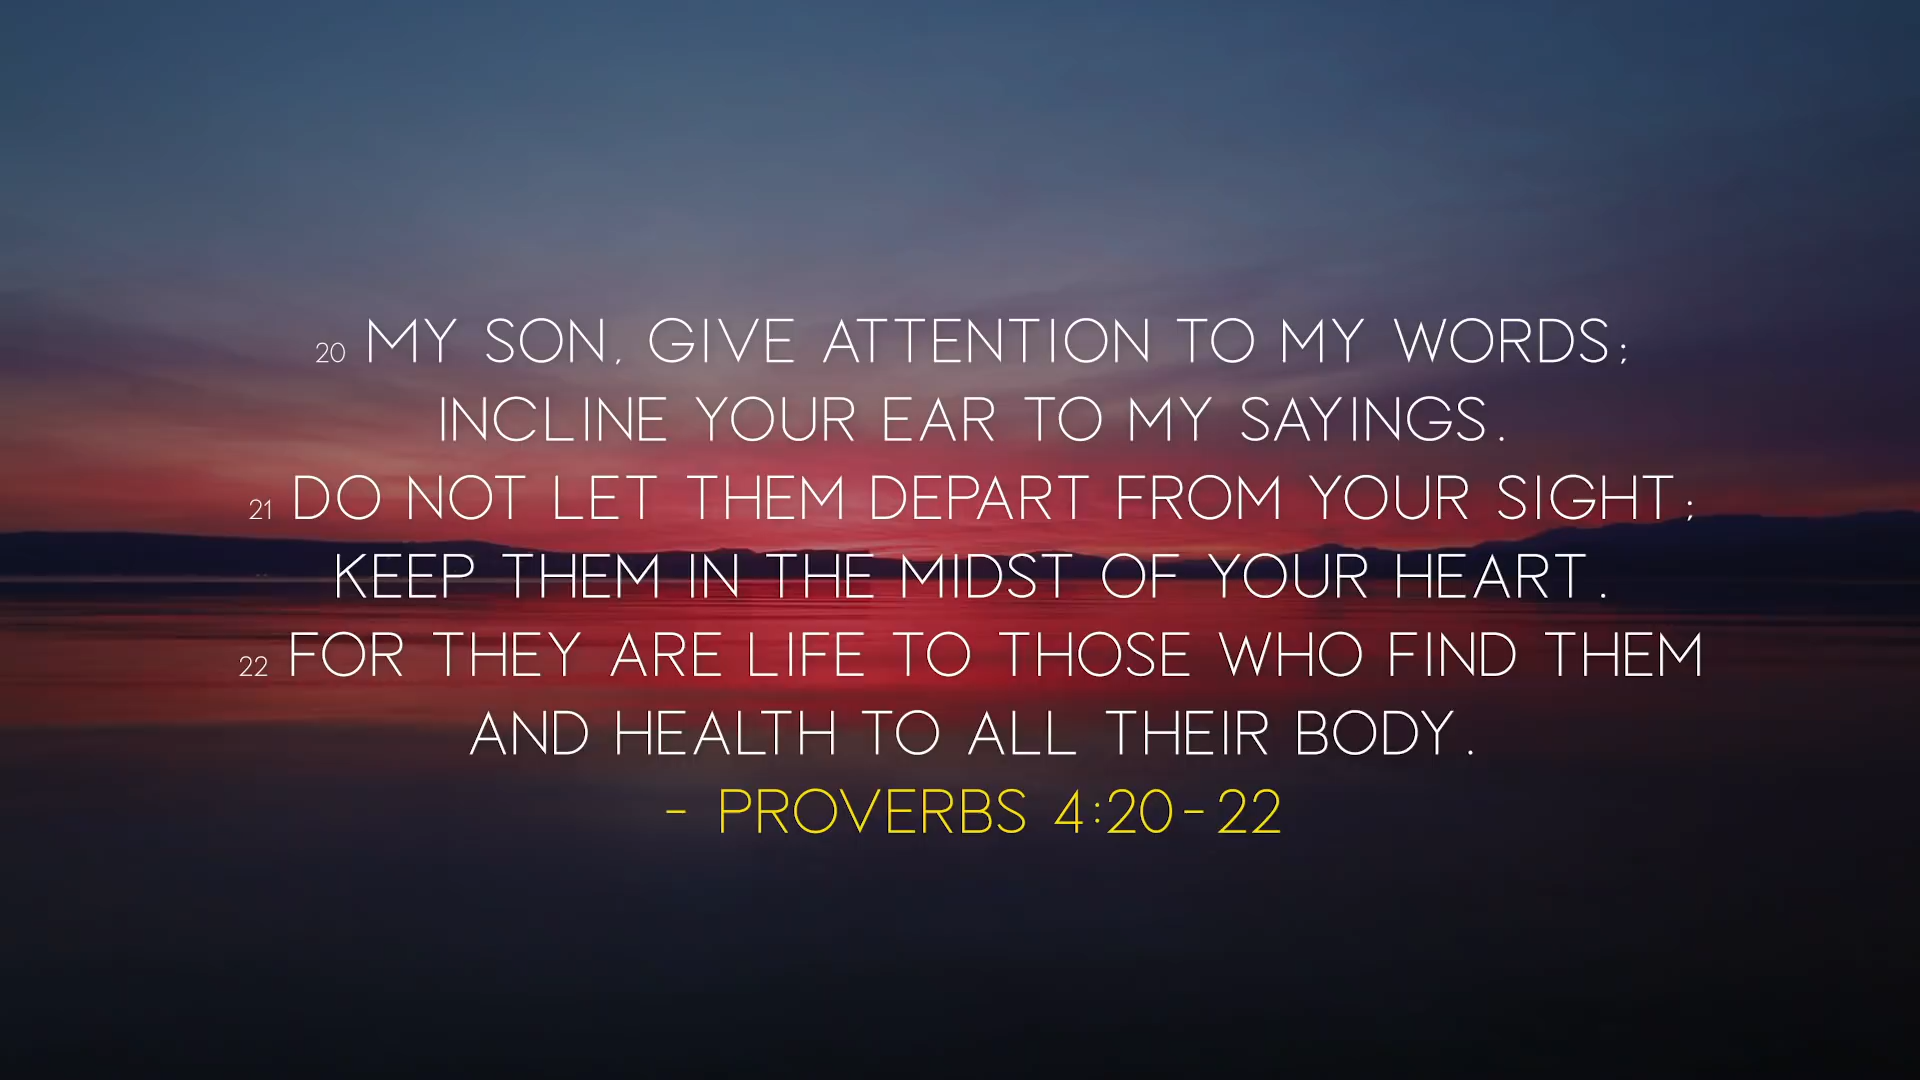 20 MY SON, GIVE ATTENTION TO MY WORDS;
INCLINE YOUR EAR TO MY SAYINGS.
21 DO NOT LET THEM DEPART FROM YOUR SIGHT;
KEEP THEM IN THE MIDST OF YOUR HEART.
22 FOR THEY ARE LIFE TO THOSE WHO FIND THEM
AND HEALTH TO ALL THEIR BODY.
- PROVERBS 4:20-22